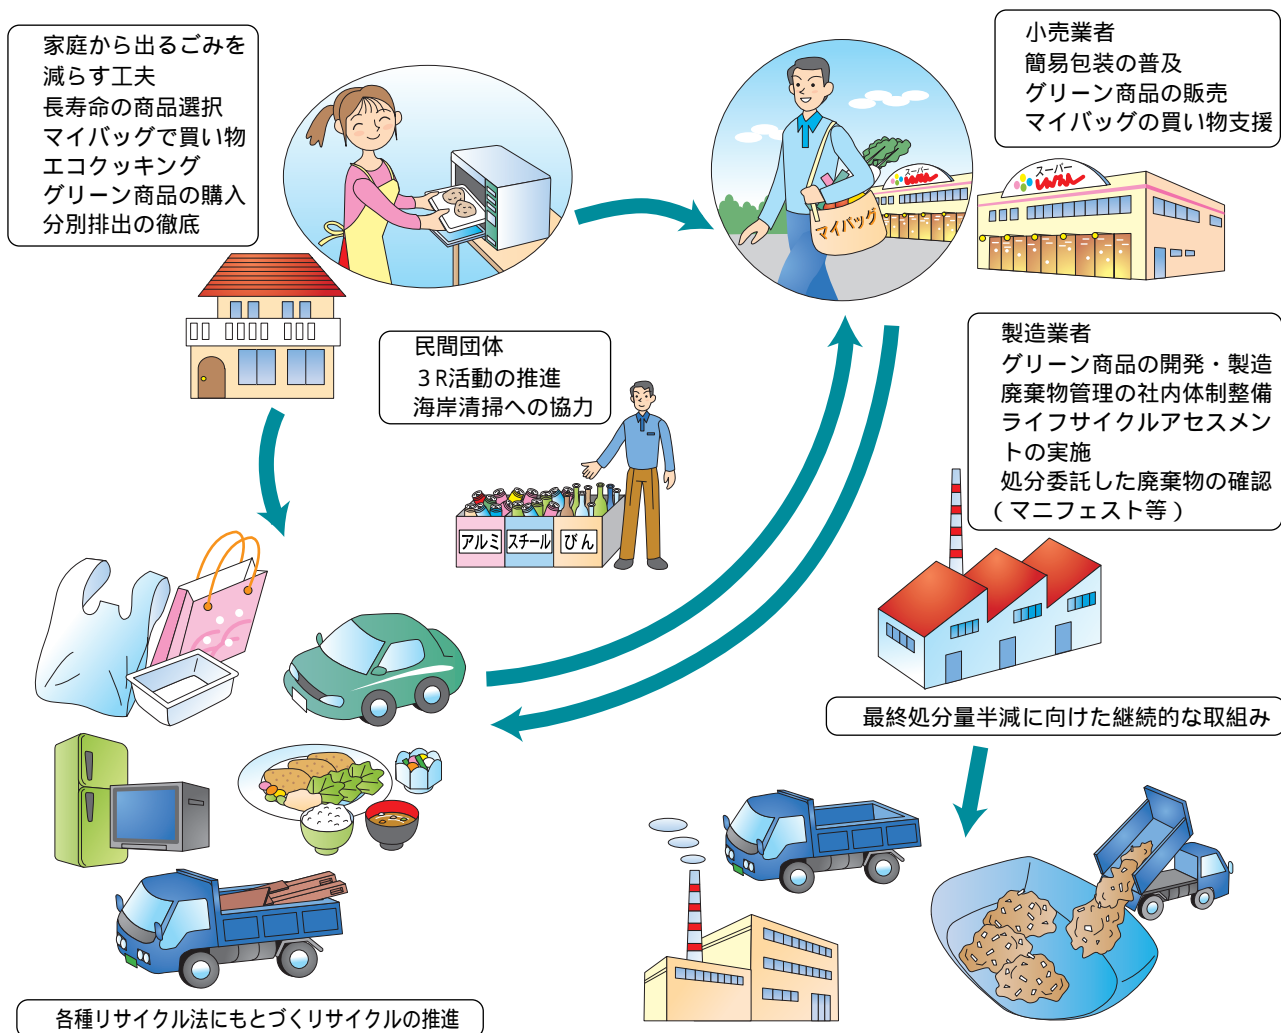 家庭から出るごみを
減らす工夫
長寿命の商品選択
マイバッグで買い物
エコクッキング
グリーン商品の購入
分別排出の徹底
マイバッグ
スーパー
小売業者
簡易包装の普及
グリーン商品の販売
マイバッグの買い物支援
スーパー
民間団体
３R活動の推進
海岸清掃への協力
アルミ
スチール
びん
製造業者
グリーン商品の開発・製造
廃棄物管理の社内体制整備
ライフサイクルアセスメン
トの実施
処分委託した廃棄物の確認
(マニフェスト等)
最終処分量半減に向けた継続的な取組み
各種リサイクル法にもとづくリサイクルの推進